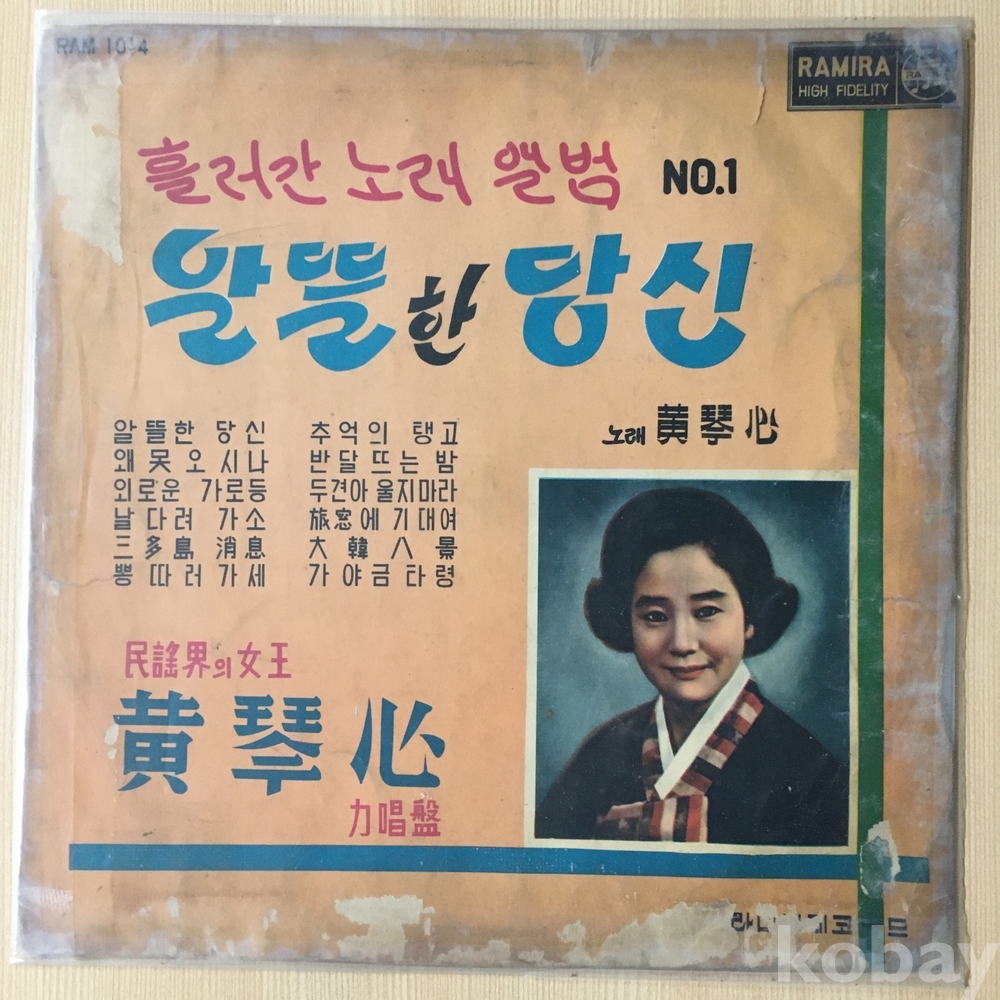 RAMIRA
HIGH FIDELITY
흘러간 노래 앨범 NO.1
알뜰한 당신
노래 黄琴心
알뜰한 당신
왜 못오시나
외로운 가로등
날 다려 가소
三多島 消息
뽕 따러 가세
추억의 탱고
반달 뜨는 밤
두견아 울지마라
旅窓에 기대여
大韓八景
가야금 타령
民謠界의 女王
黄琴心
力唱盤
kobay